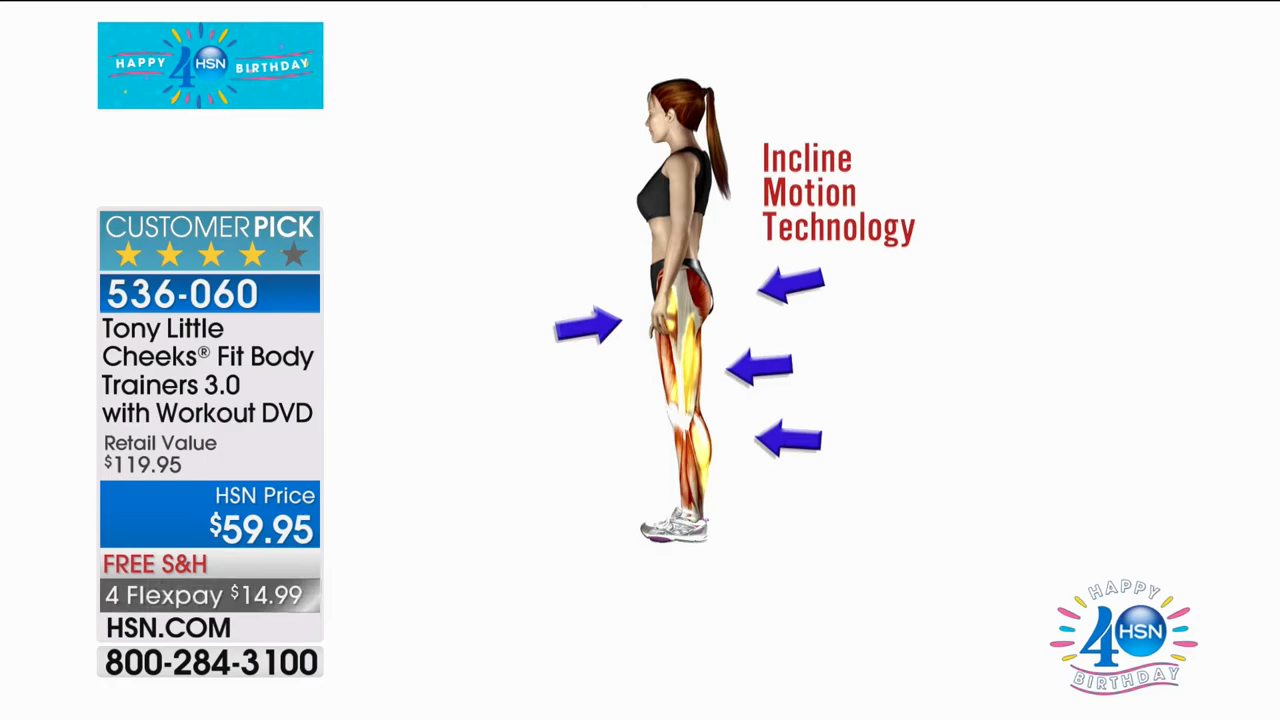 HAPPY 40 HSN BIRTHDAY
CUSTOMER PICK
536-060
Tony Little
Cheeks® Fit Body
Trainers 3.0
with Workout DVD
Retail Value
$119.95
HSN Price
$59.95
FREE S&H
4 Flexpay $14.99
HSN.COM
800-284-3100
Incline
Motion
Technology
HAPPY
40 HSN
BIRTHDAY